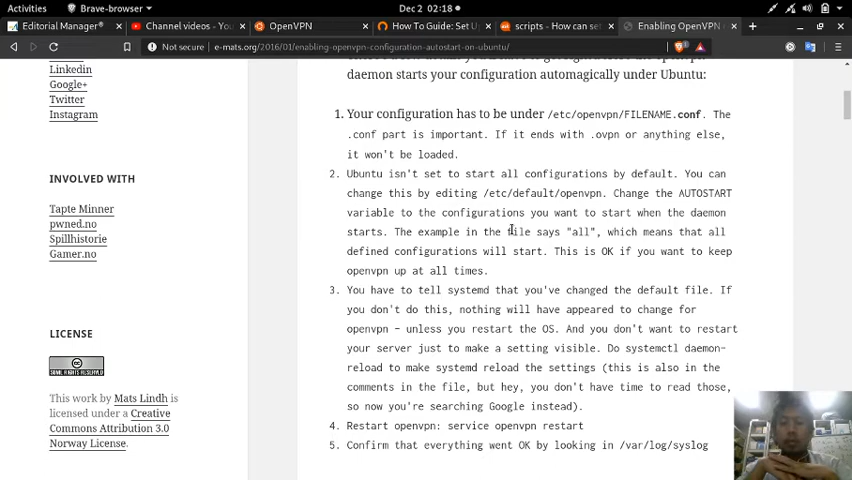 Activities
Brave-browser
Dec 2 02:18
Editorial Manager®
Channel videos - Yo
OpenVPN
How To Guide: Set U
scripts - How can set
Enabling OpenVPN
Not secure e-mats.org/2016/01/enabling-openvpn-configuration-autostart-on-ubuntu/
Linkedin
Google+
Twitter
Instagram
INVOLVED WITH
Tapte Minner
pwned.no
Spillhistorie
Gamer.no
LICENSE
This work by Mats Lindh is
licensed under a Creative
Commons Attribution 3.0
Norway License.
daemon starts your configuration automagically under Ubuntu:
1. Your configuration has to be under /etc/openvpn/FILENAME.conf. The
.conf part is important. If it ends with .ovpn or anything else,
it won't be loaded.
2. Ubuntu isn't set to start all configurations by default. You can
change this by editing /etc/default/openvpn. Change the AUTOSTART
variable to the configurations you want to start when the daemon
starts. The example in the file says "all", which means that all
defined configurations will start. This is OK if you want to keep
openvpn up at all times.
3. You have to tell systemd that you've changed the default file. If
you don't do this, nothing will have appeared to change for
openvpn – unless you restart the OS. And you don't want to restart
your server just to make a setting visible. Do systemctl daemon-
reload to make systemd reload the settings (this is also in the
comments in the file, but hey, you don't have time to read those,
so now you're searching Google instead).
4. Restart openvpn: service openvpn restart
5. Confirm that everything went OK by looking in /var/log/syslog